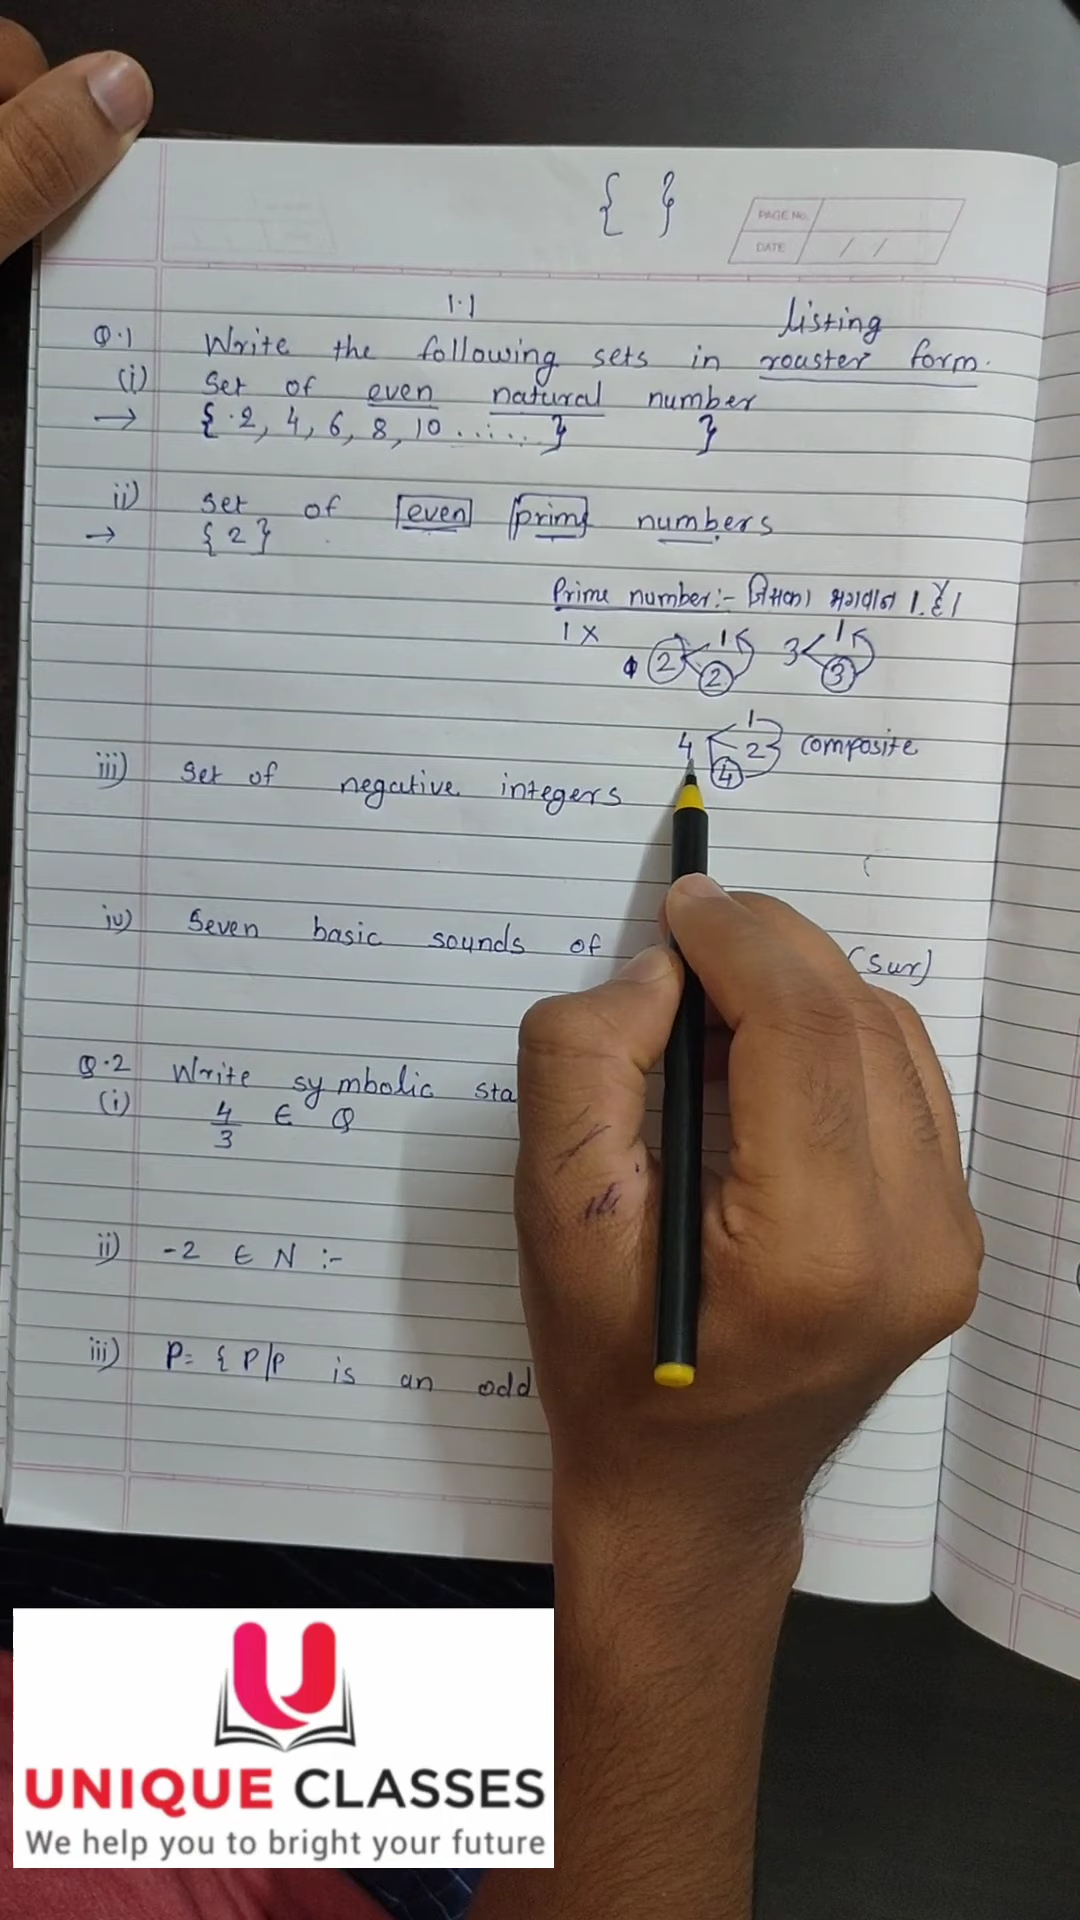 { }
PAGE No.
DATE / /
1.1
listing
Q.1 Write the following sets in roaster form.
(i) Set of even natural number
→ {.2, 4, 6, 8, 10 ........} }
ii) Set of even prime numbers
→ {2}
Prime number:- जिसका भगवान 1 है।
1 X
2 1 2 3 1 3
4 1 2 4 composite
iii) Set of negative integers
iv) Seven basic sounds of (Sur)
Q.2 Write symbolic sta
(i) 4/3 ∈ Q
ii) -2 ∈ N :-
iii) P= { P/P is an odd
UNIQUE CLASSES
We help you to bright your future